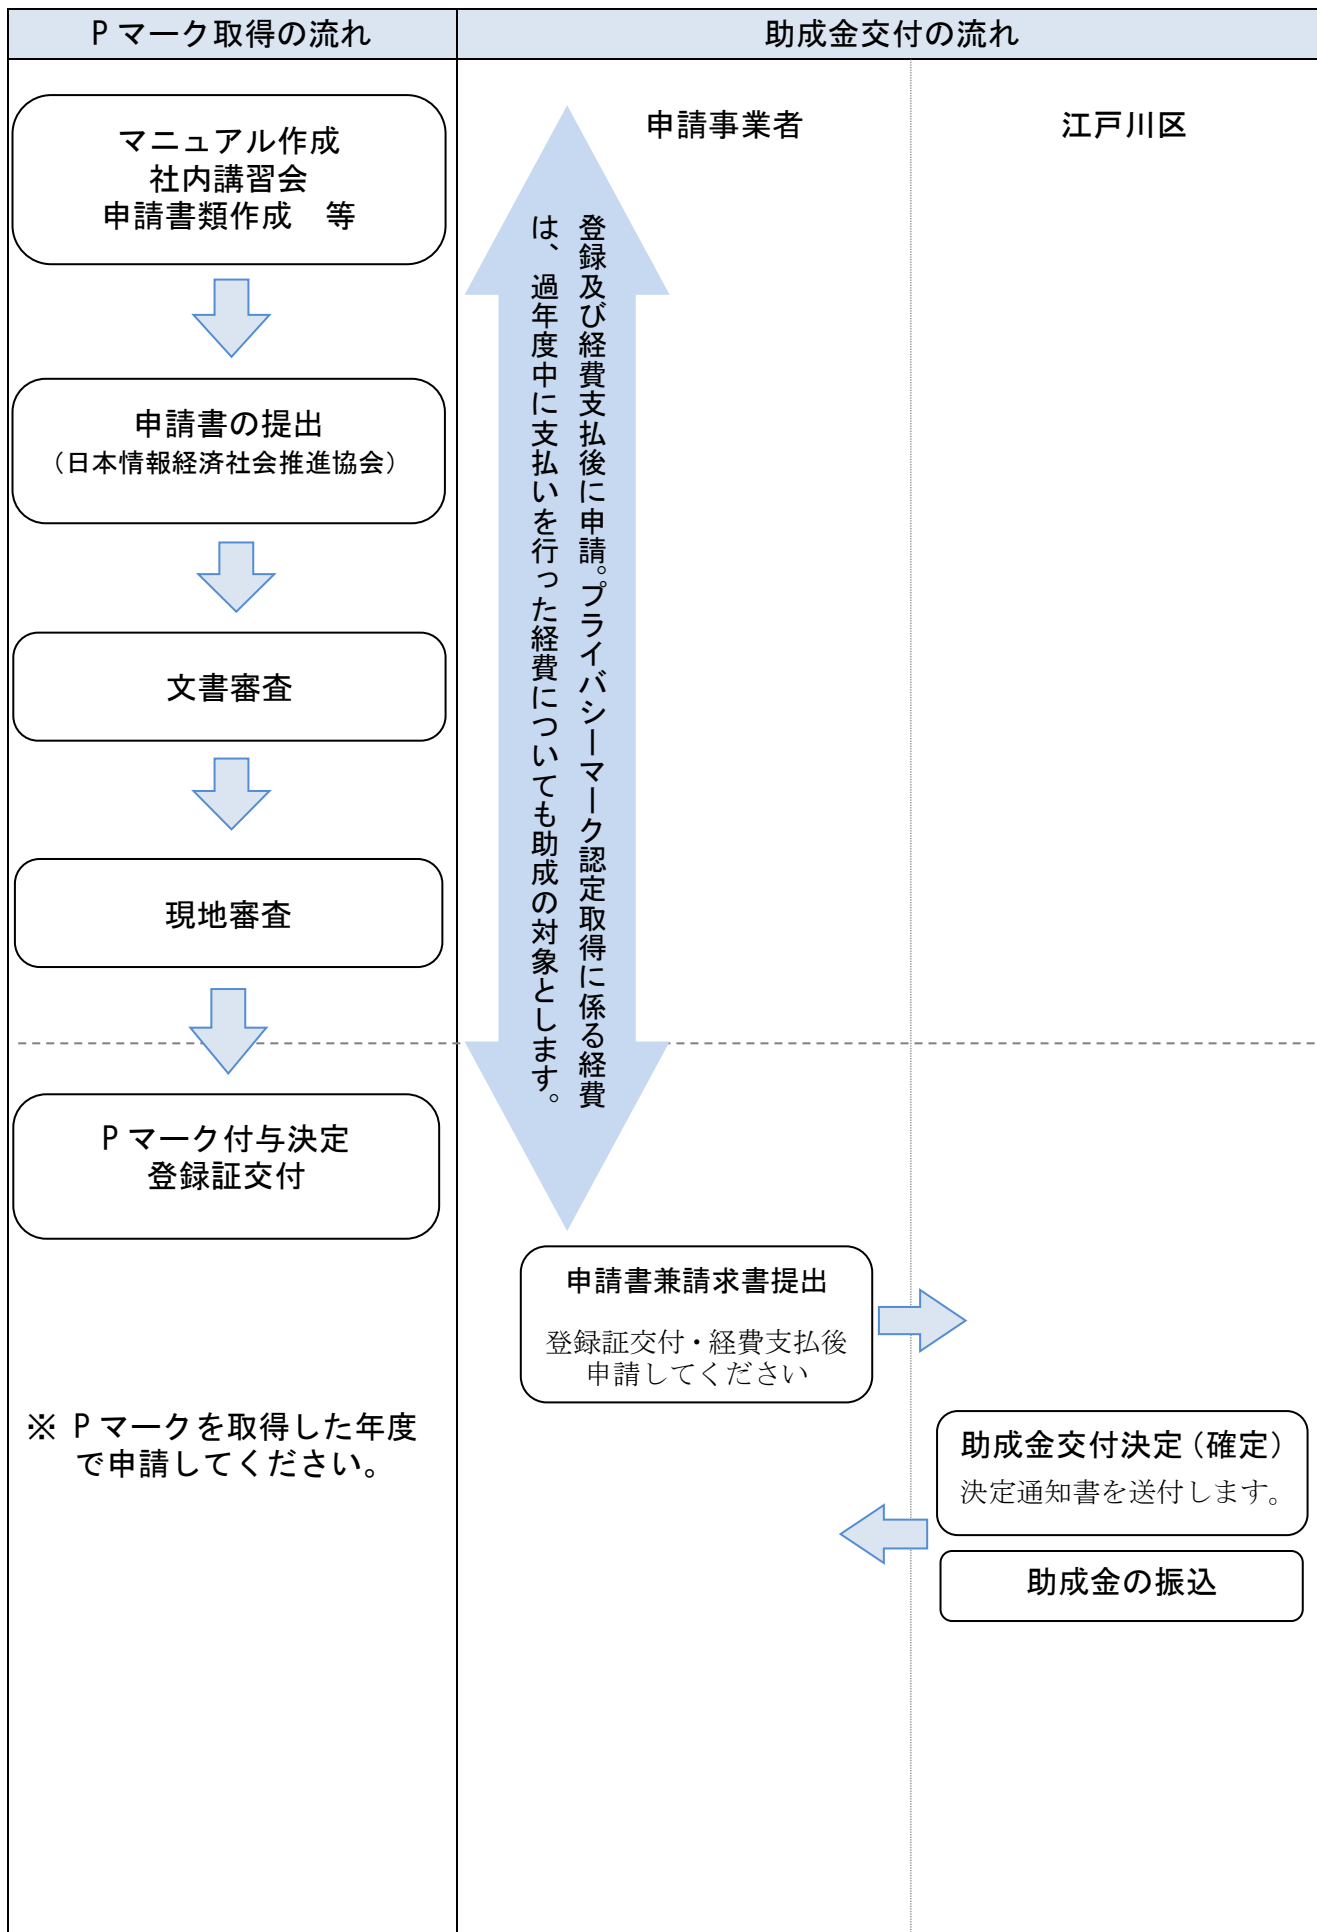 Pマーク取得の流れ
助成金交付の流れ
マニュアル作成
社内講習会
申請書類作成　等
申請書の提出
（日本情報経済社会推進協会）
文書審査
現地審査
Pマーク付与決定
登録証交付
※ Pマークを取得した年度
で申請してください。
申請事業者
江戸川区
登録及び経費支払後に申請。プライバシーマーク認定取得に係る経費
は、過年度中に支払いを行った経費についても助成の対象とします。
申請書兼請求書提出
登録証交付・経費支払後
申請してください
助成金交付決定（確定）
決定通知書を送付します。
助成金の振込